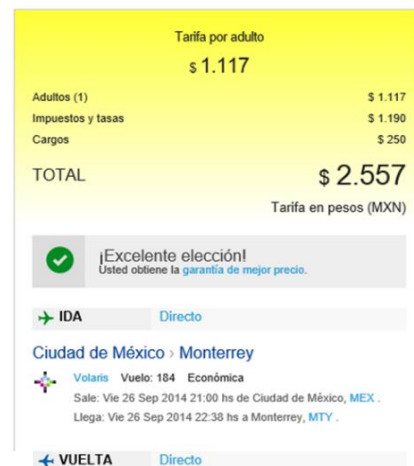 Tarifa por adulto
$ 1.117
Adultos (1) $ 1.117
Impuestos y tasas $ 1.190
Cargos $ 250
TOTAL $ 2.557
Tarifa en pesos (MXN)
¡Excelente elección!
Usted obtiene la garantía de mejor precio.
IDA Directo
Ciudad de México › Monterrey
Volaris Vuelo: 184 Económica
Sale: Vie 26 Sep 2014 21:00 hs de Ciudad de México, MEX .
Llega: Vie 26 Sep 2014 22:38 hs a Monterrey, MTY .
VUELTA Directo